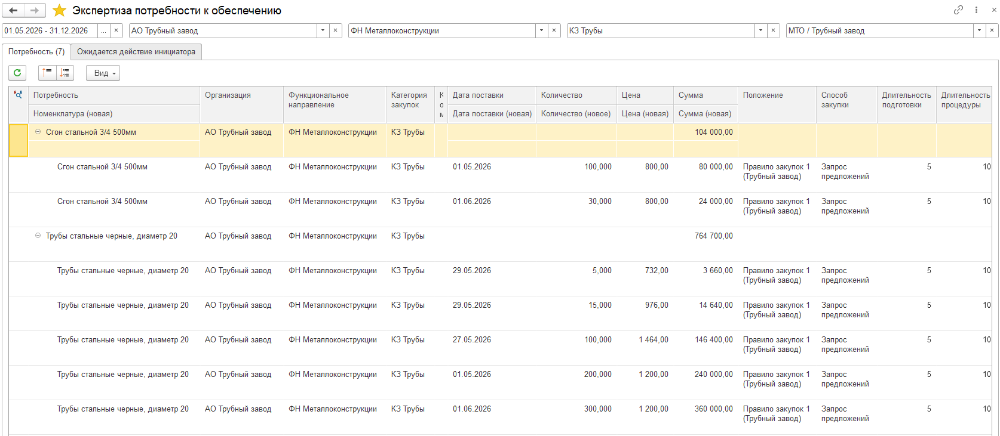 Экспертиза потребности к обеспечению
01.05.2026 - 31.12.2026 ... × АО Трубный завод × ФН Металлоконструкции × КЗ Трубы × МТО / Трубный завод ×
Потребность (7) Ожидается действие инициатора
Вид
Потребность Организация Функциональное направление Категория закупок К о м Дата поставки Количество Цена Сумма Положение Способ закупки Длительность подготовки Длительность процедуры
Номенклатура (новая) Дата поставки (новая) Количество (новое) Цена (новая) Сумма (новая)
Сгон стальной 3/4 500мм АО Трубный завод ФН Металлоконструкции КЗ Трубы 104 000,00
Сгон стальной 3/4 500мм АО Трубный завод ФН Металлоконструкции КЗ Трубы 01.05.2026 100,000 800,00 80 000,00 Правило закупок 1 Запрос 5 10
(Трубный завод) предложений
Сгон стальной 3/4 500мм АО Трубный завод ФН Металлоконструкции КЗ Трубы 01.06.2026 30,000 800,00 24 000,00 Правило закупок 1 Запрос 5 10
(Трубный завод) предложений
Трубы стальные черные, диаметр 20 АО Трубный завод ФН Металлоконструкции КЗ Трубы 764 700,00
Трубы стальные черные, диаметр 20 АО Трубный завод ФН Металлоконструкции КЗ Трубы 29.05.2026 5,000 732,00 3 660,00 Правило закупок 1 Запрос 5 10
(Трубный завод) предложений
Трубы стальные черные, диаметр 20 АО Трубный завод ФН Металлоконструкции КЗ Трубы 29.05.2026 15,000 976,00 14 640,00 Правило закупок 1 Запрос 5 10
(Трубный завод) предложений
Трубы стальные черные, диаметр 20 АО Трубный завод ФН Металлоконструкции КЗ Трубы 27.05.2026 100,000 1 464,00 146 400,00 Правило закупок 1 Запрос 5 10
(Трубный завод) предложений
Трубы стальные черные, диаметр 20 АО Трубный завод ФН Металлоконструкции КЗ Трубы 01.05.2026 200,000 1 200,00 240 000,00 Правило закупок 1 Запрос 5 10
(Трубный завод) предложений
Трубы стальные черные, диаметр 20 АО Трубный завод ФН Металлоконструкции КЗ Трубы 01.06.2026 300,000 1 200,00 360 000,00 Правило закупок 1 Запрос 5 10
(Трубный завод) предложений